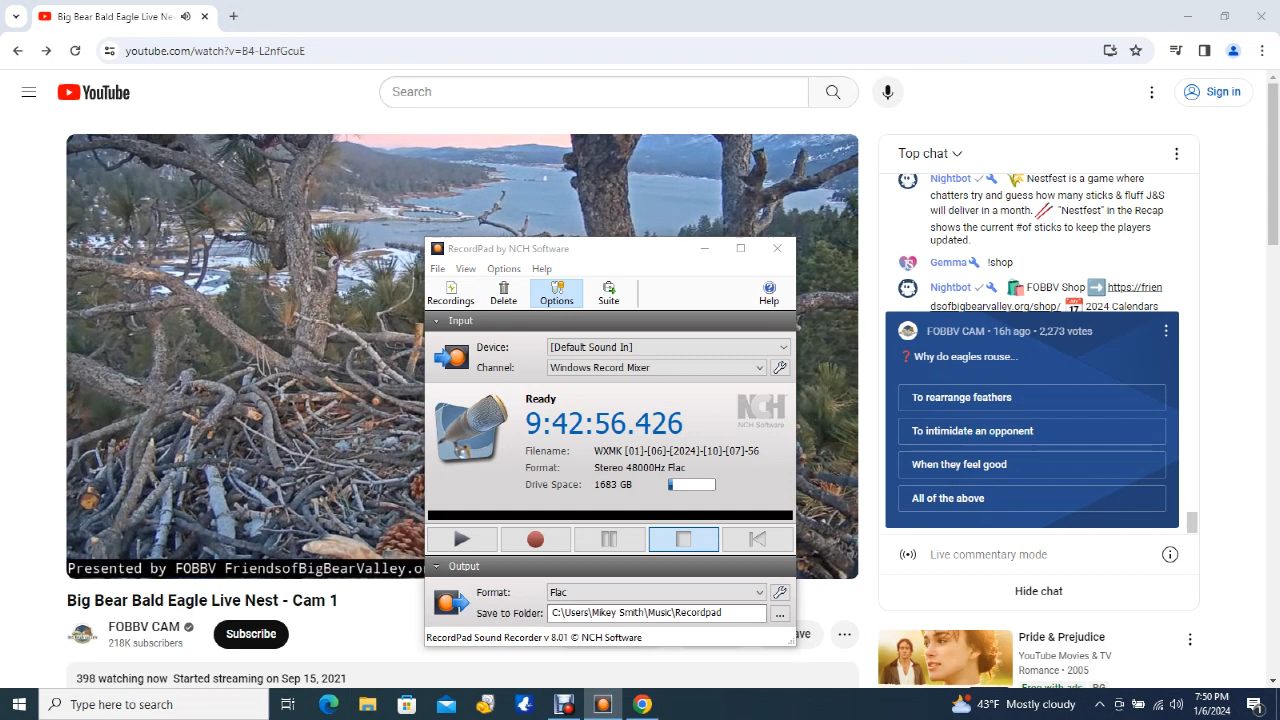 Big Bear Bald Eagle Live Ne
youtube.com/watch?v=B4-L2nfGcuE
YouTube
Search
Sign in
Top chat
Nightbot Nestfest is a game where
chatters try and guess how many sticks & fluff J&S
will deliver in a month. "Nestfest" in the Recap
shows the current #of sticks to keep the players
updated.
Gemma !shop
Nightbot FOBBV Shop https://frien
dsofbigbearvalley.org/shop/ 2024 Calendars
FOBBV CAM • 16h ago • 2,273 votes
❓Why do eagles rouse...
To rearrange feathers
To intimidate an opponent
When they feel good
All of the above
Live commentary mode
Hide chat
RecordPad by NCH Software
File View Options Help
Recordings Delete Options Suite Help
Input
Device: [Default Sound In]
Channel: Windows Record Mixer
Ready
9:42:56.426
NCH
NCH Software
Filename: WXMK [01]-[06]-[2024]-[10]-[07]-56
Format: Stereo 48000Hz Flac
Drive Space: 1683 GB
Output
Format: Flac
Save to Folder: C:\Users\Mikey Smith\Music\Recordpad
...
RecordPad Sound Recorder v 8.01 © NCH Software
Presented by FOBBV FriendsofBigBearValley.or
Big Bear Bald Eagle Live Nest - Cam 1
FOBBV CAM
218K subscribers
Subscribe
ave
398 watching now Started streaming on Sep 15, 2021
Pride & Prejudice
YouTube Movies & TV
Romance • 2005
Free with ads PG
Type here to search
43°F Mostly cloudy
7:50 PM
1/6/2024
1